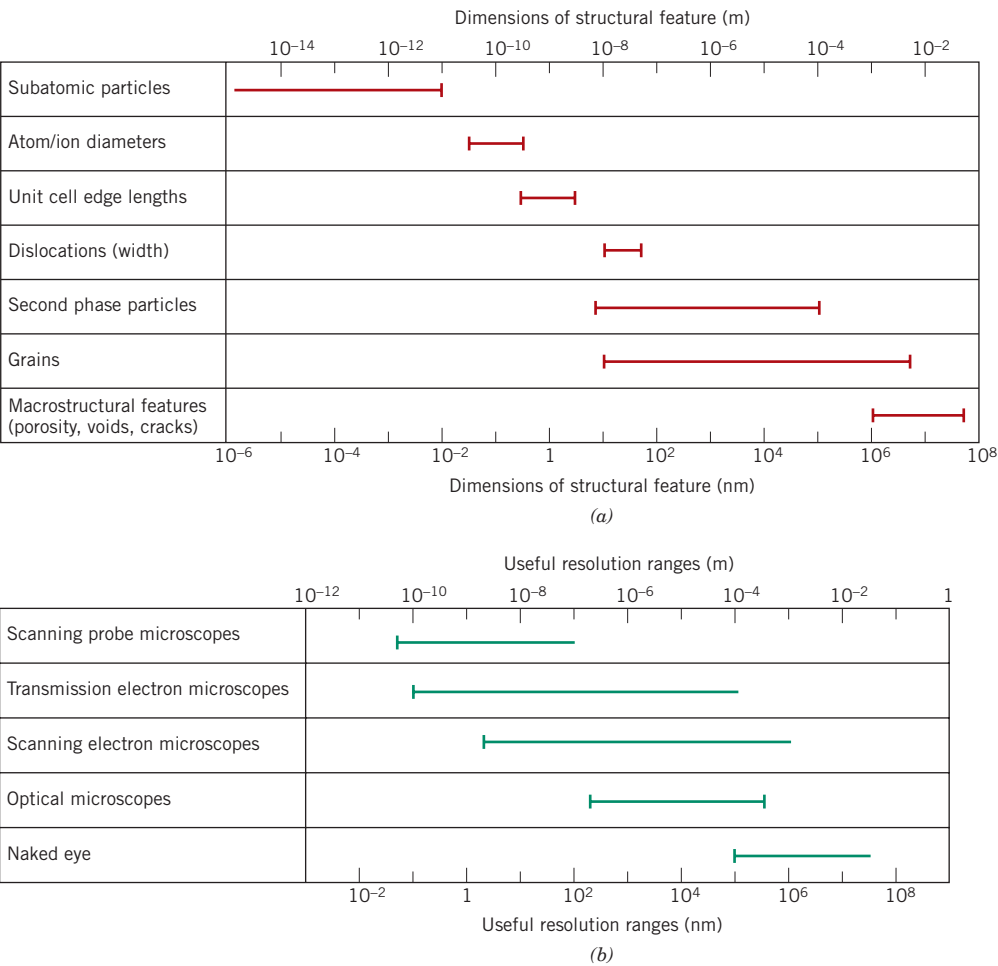 Dimensions of structural feature (m)
10⁻¹⁴ 10⁻¹² 10⁻¹⁰ 10⁻⁸ 10⁻⁶ 10⁻⁴ 10⁻²
Subatomic particles
Atom/ion diameters
Unit cell edge lengths
Dislocations (width)
Second phase particles
Grains
Macrostructural features
(porosity, voids, cracks)
10⁻⁶ 10⁻⁴ 10⁻² 1 10² 10⁴ 10⁶ 10⁸
Dimensions of structural feature (nm)
(a)
Useful resolution ranges (m)
10⁻¹² 10⁻¹⁰ 10⁻⁸ 10⁻⁶ 10⁻⁴ 10⁻² 1
Scanning probe microscopes
Transmission electron microscopes
Scanning electron microscopes
Optical microscopes
Naked eye
10⁻² 1 10² 10⁴ 10⁶ 10⁸
Useful resolution ranges (nm)
(b)